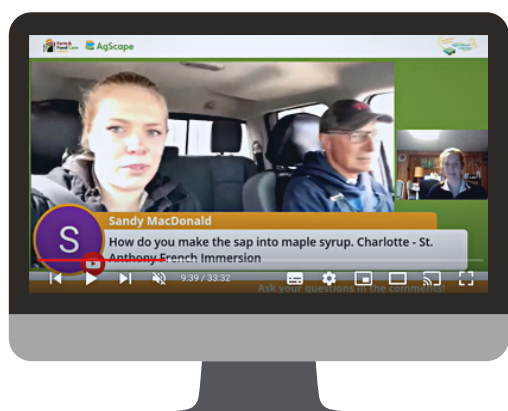 Farm &
Food Care
AgScape
Sandy MacDonald
S
How do you make the sap into maple syrup. Charlotte - St.
Anthony French Immersion
9:39 / 33:32
Ask your questions in the comments!